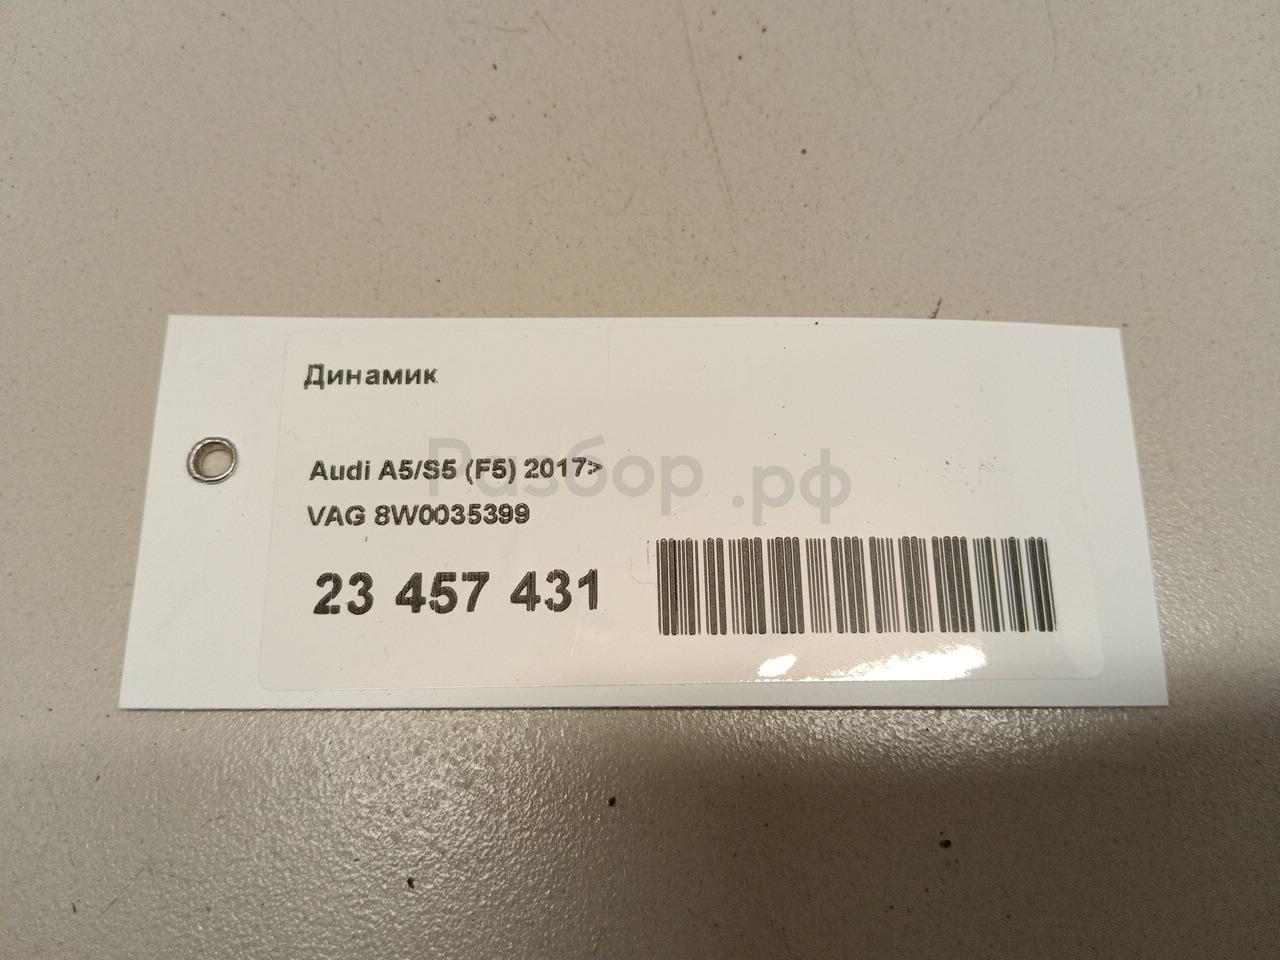 Динамик
Audi A5/S5 (F5) 2017>
Разбор.рф
VAG 8W0035399
23 457 431